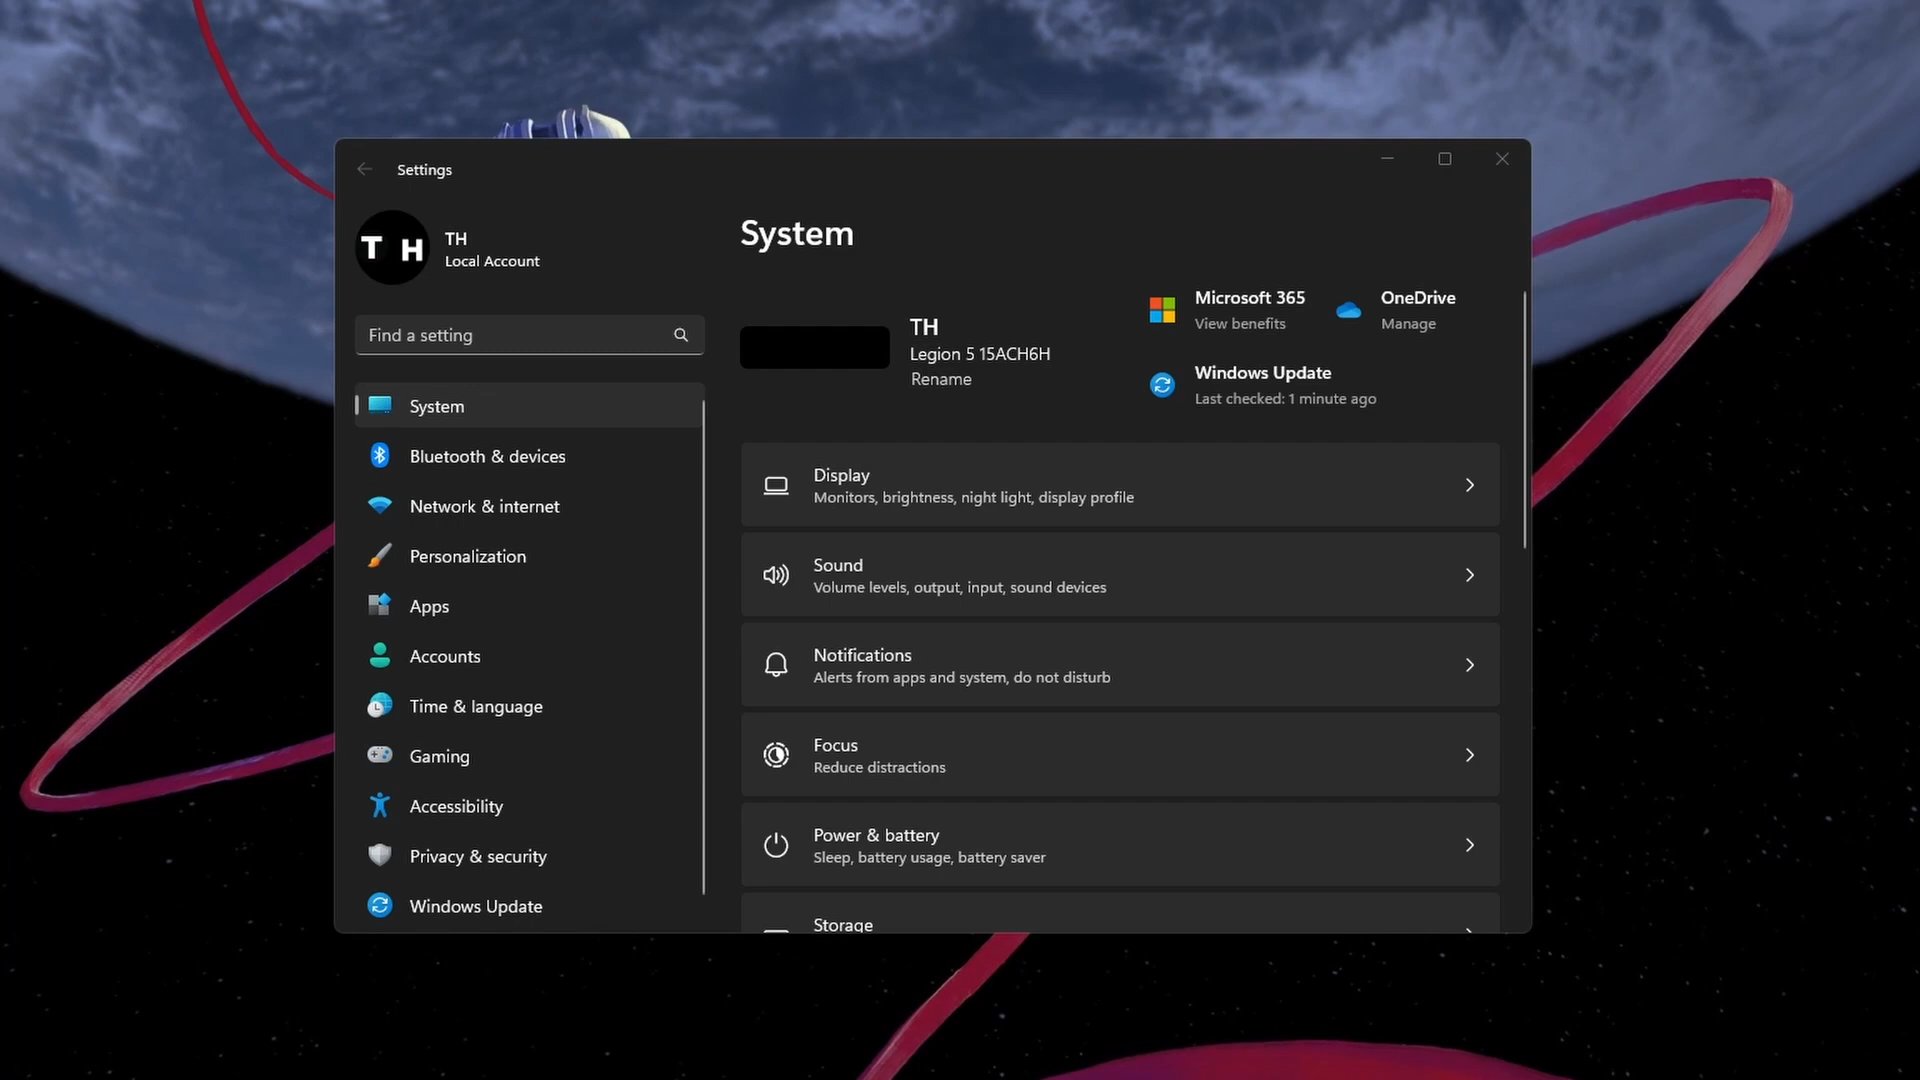 Settings
TH
TH
Local Account
Find a setting
System
Bluetooth & devices
Network & internet
Personalization
Apps
Accounts
Time & language
Gaming
Accessibility
Privacy & security
Windows Update
System
TH
Legion 5 15ACH6H
Rename
Microsoft 365
View benefits
OneDrive
Manage
Windows Update
Last checked: 1 minute ago
Display
Monitors, brightness, night light, display profile
Sound
Volume levels, output, input, sound devices
Notifications
Alerts from apps and system, do not disturb
Focus
Reduce distractions
Power & battery
Sleep, battery usage, battery saver
Storage